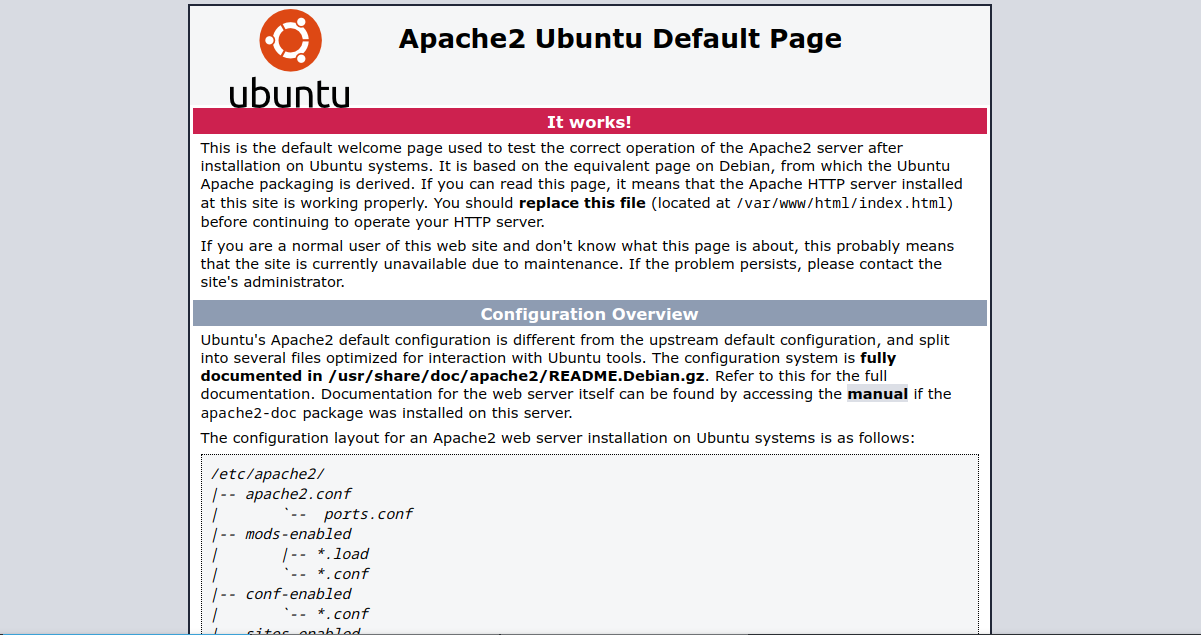 Apache2 Ubuntu Default Page
ubuntu
It works!
This is the default welcome page used to test the correct operation of the Apache2 server after
installation on Ubuntu systems. It is based on the equivalent page on Debian, from which the Ubuntu
Apache packaging is derived. If you can read this page, it means that the Apache HTTP server installed
at this site is working properly. You should replace this file (located at /var/www/html/index.html)
before continuing to operate your HTTP server.
If you are a normal user of this web site and don't know what this page is about, this probably means
that the site is currently unavailable due to maintenance. If the problem persists, please contact the
site's administrator.
Configuration Overview
Ubuntu's Apache2 default configuration is different from the upstream default configuration, and split
into several files optimized for interaction with Ubuntu tools. The configuration system is fully
documented in /usr/share/doc/apache2/README.Debian.gz. Refer to this for the full
documentation. Documentation for the web server itself can be found by accessing the manual if the
apache2-doc package was installed on this server.
The configuration layout for an Apache2 web server installation on Ubuntu systems is as follows:
/etc/apache2/
|-- apache2.conf
|       `--  ports.conf
|-- mods-enabled
|       |-- *.load
|       `-- *.conf
|-- conf-enabled
|       `-- *.conf
|-- sites-enabled